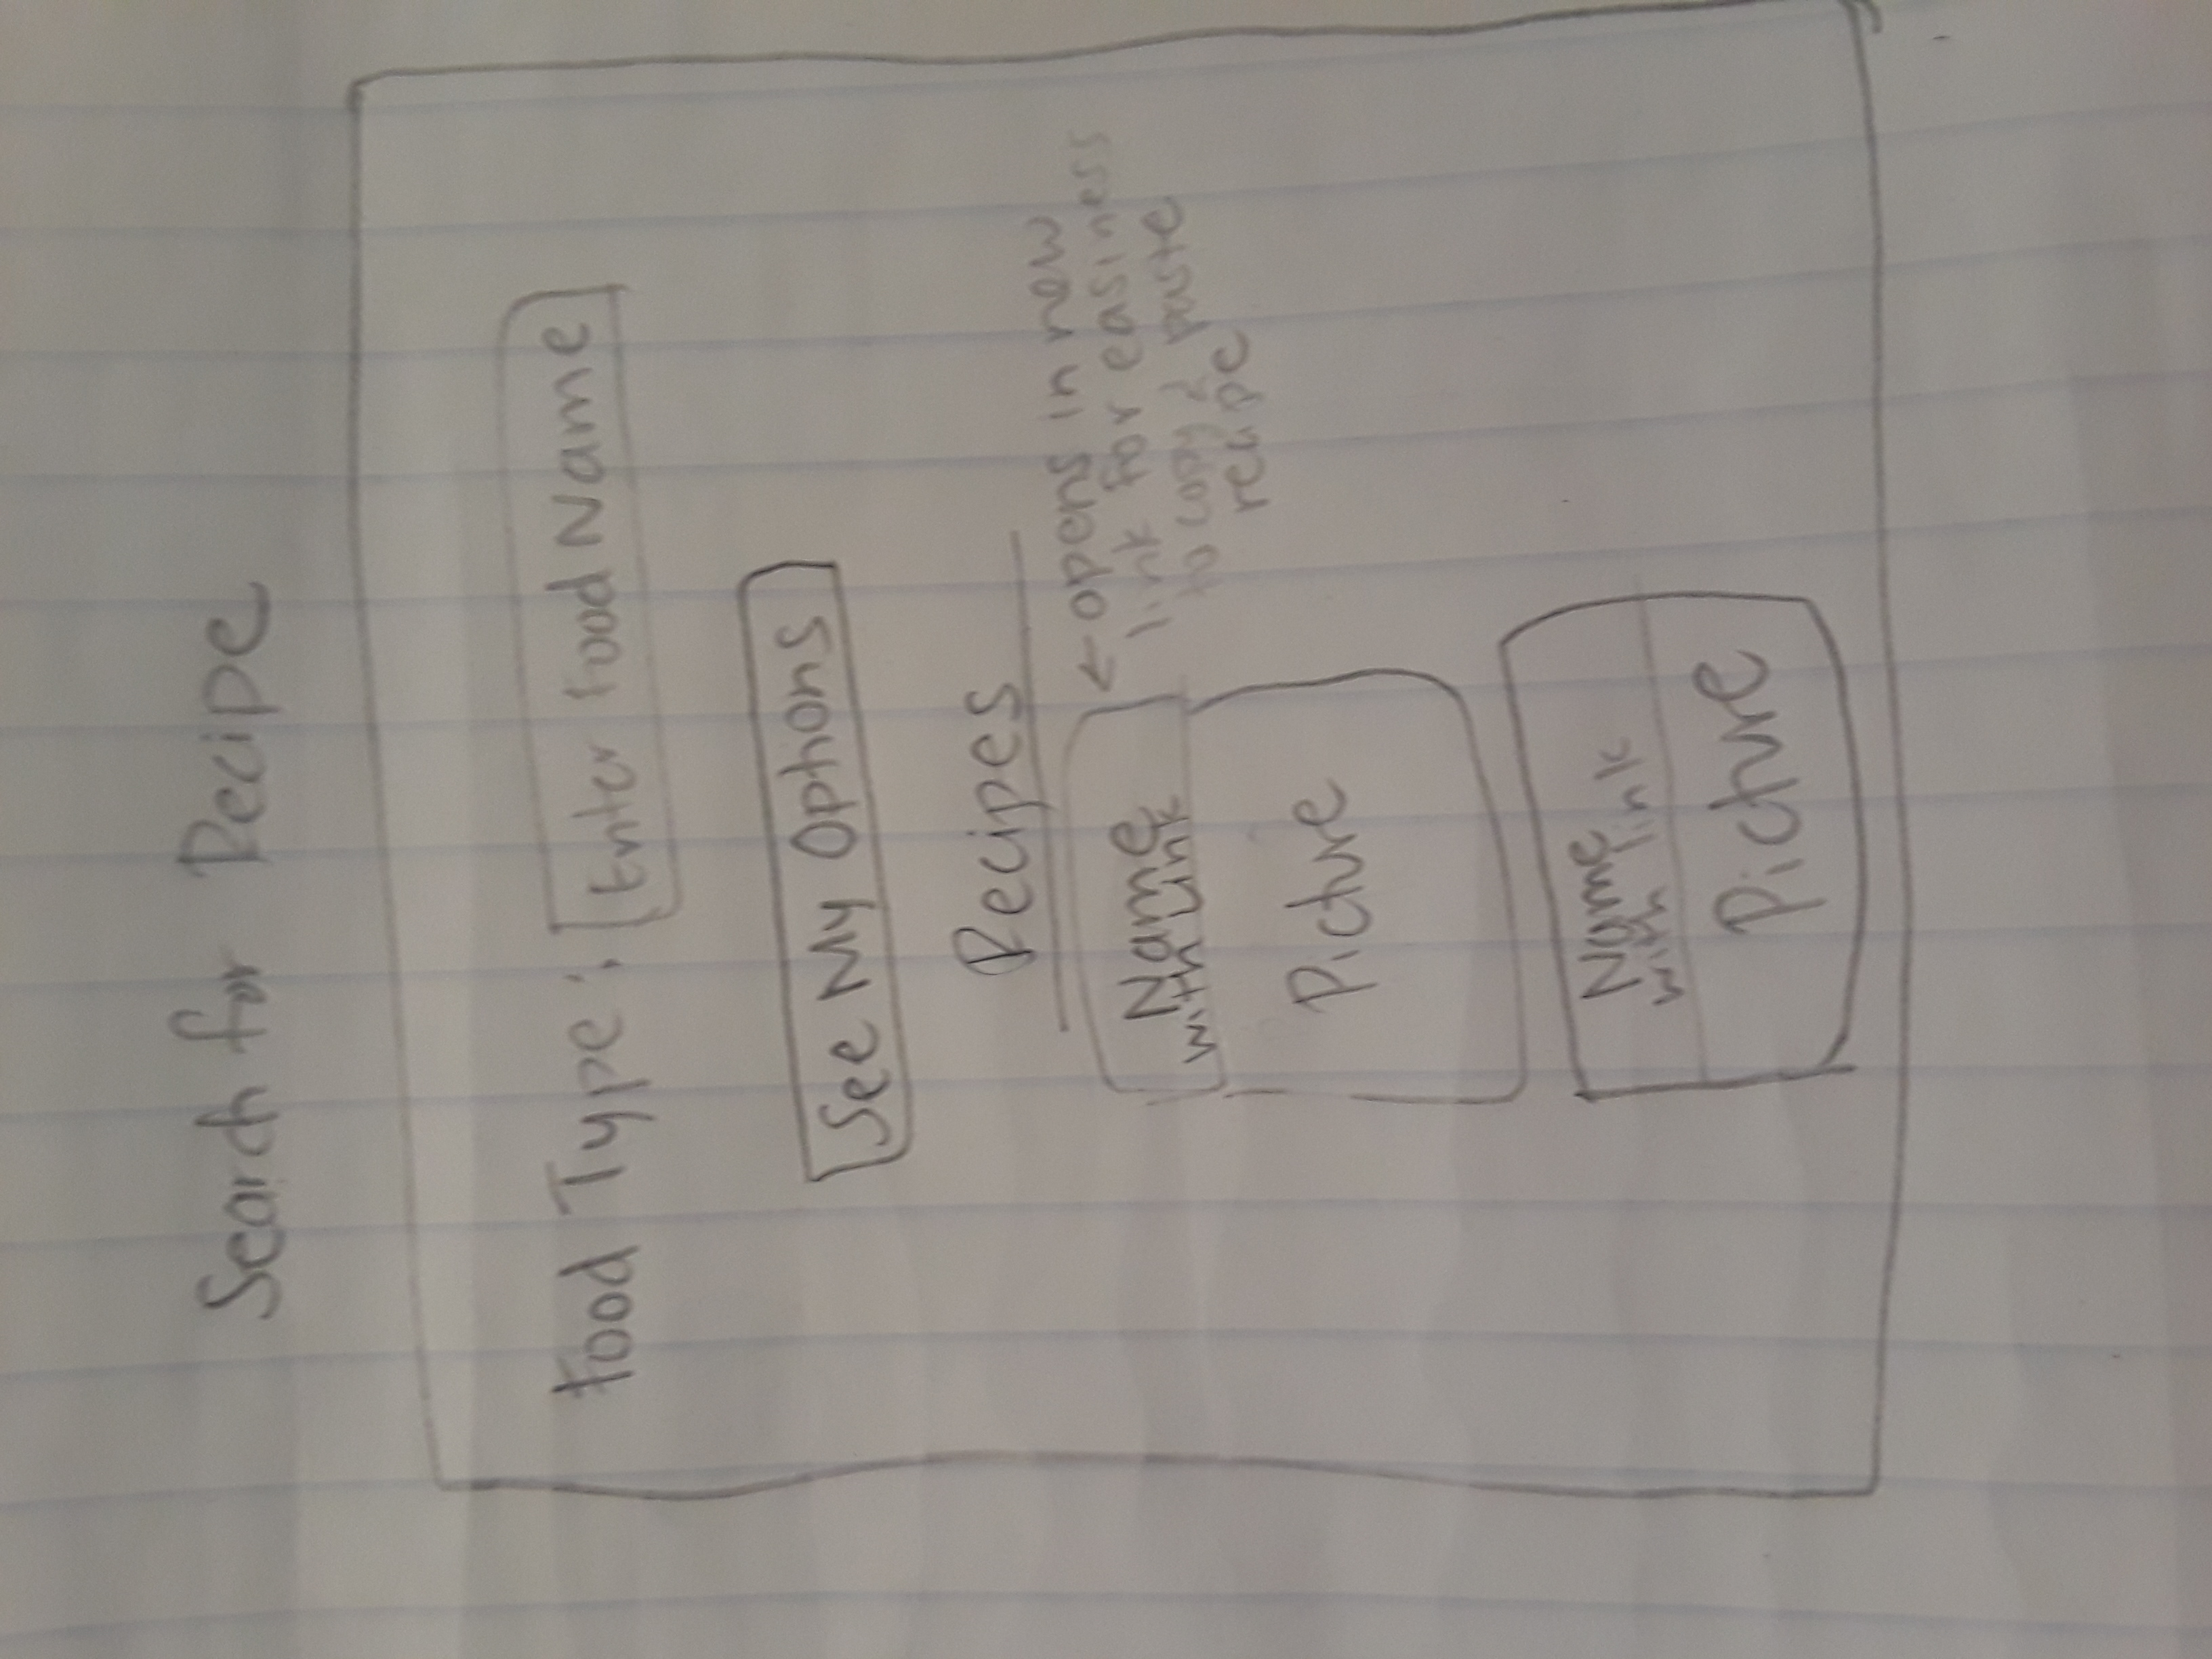 Search for Recipe
Food Type: Enter Food Name
See My Options
Recipes
Name
with Link
← opens in new
link for easiness
to copy & paste
recipe
Picture
Name
with link
Picture